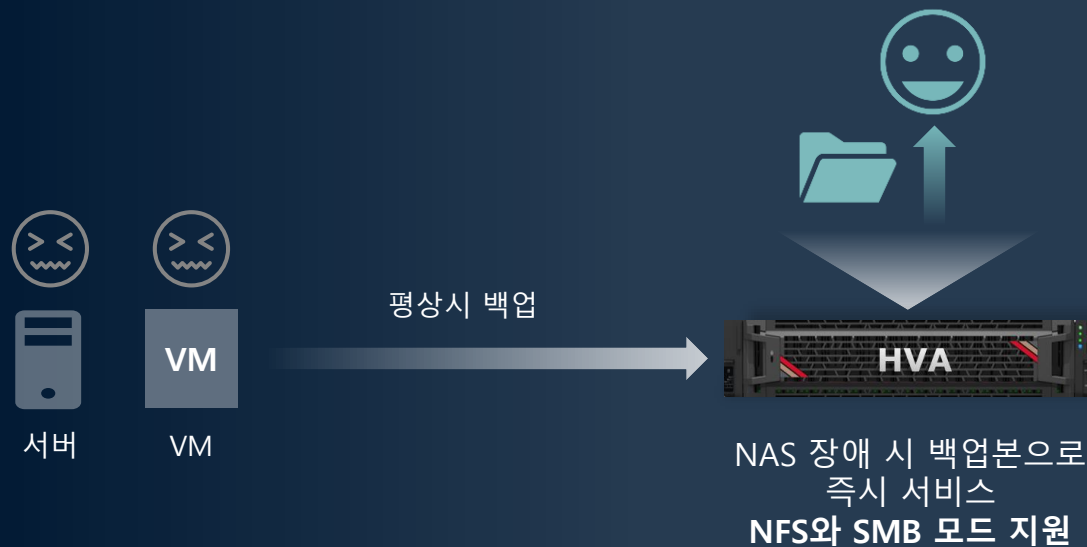 평상시 백업
VM
HVA
서버
VM
NAS 장애 시 백업본으로
즉시 서비스
NFS와 SMB 모드 지원